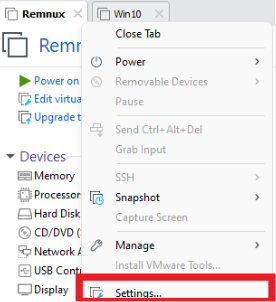 Remnux
Win10
Remn
Close Tab
Power on
Power
Edit virtua
Removable Devices
Upgrade t
Pause
Send Ctrl+Alt+Del
Grab Input
Devices
Memory
SSH
Processor
Snapshot
Hard Disk
Capture Screen
CD/DVD (
Network A
Manage
USB Cont
Install VMware Tools...
Display
Settings...